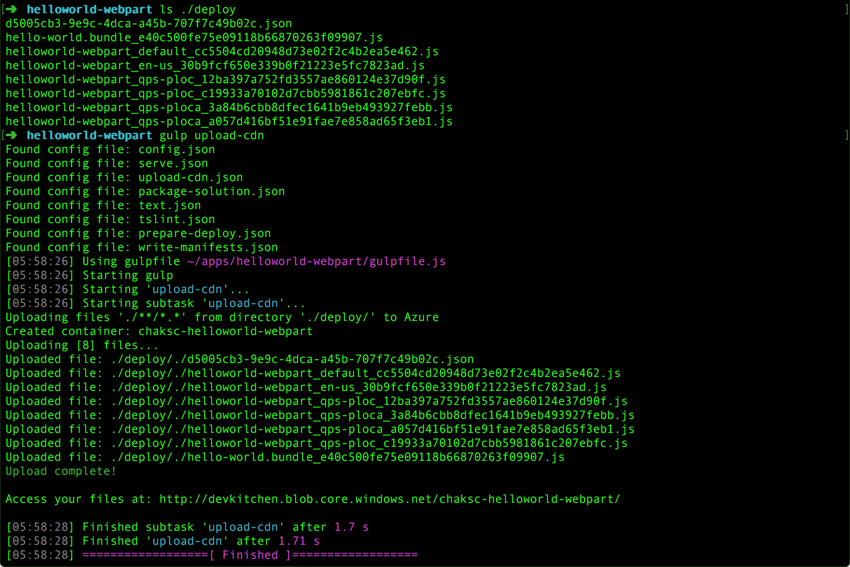 [➜ helloworld-webpart ls ./deploy ]
d5005cb3-9e9c-4dca-a45b-707f7c49b02c.json
hello-world.bundle_e40c500fe75e09118b66870263f09907.js
helloworld-webpart_default_cc5504cd20948d73e02f2c4b2ea5e462.js
helloworld-webpart_en-us_30b9fcf650e339b0f21223e5fc7823ad.js
helloworld-webpart_qps-ploc_12ba397a752fd3557ae860124e37d90f.js
helloworld-webpart_qps-ploc_c19933a70102d7cbb5981861c207ebfc.js
helloworld-webpart_qps-ploca_3a84b6cbb8dfec1641b9eb493927febb.js
helloworld-webpart_qps-ploca_a057d416bf51e91fae7e858ad65f3eb1.js
[➜ helloworld-webpart gulp upload-cdn ]
Found config file: config.json
Found config file: serve.json
Found config file: upload-cdn.json
Found config file: package-solution.json
Found config file: text.json
Found config file: tslint.json
Found config file: prepare-deploy.json
Found config file: write-manifests.json
[05:58:26] Using gulpfile ~/apps/helloworld-webpart/gulpfile.js
[05:58:26] Starting gulp
[05:58:26] Starting 'upload-cdn'...
[05:58:26] Starting subtask 'upload-cdn'...
Uploading files './**/*.*' from directory './deploy/' to Azure
Created container: chaksc-helloworld-webpart
Uploading [8] files...
Uploaded file: ./deploy/./d5005cb3-9e9c-4dca-a45b-707f7c49b02c.json
Uploaded file: ./deploy/./helloworld-webpart_default_cc5504cd20948d73e02f2c4b2ea5e462.js
Uploaded file: ./deploy/./helloworld-webpart_en-us_30b9fcf650e339b0f21223e5fc7823ad.js
Uploaded file: ./deploy/./helloworld-webpart_qps-ploc_12ba397a752fd3557ae860124e37d90f.js
Uploaded file: ./deploy/./helloworld-webpart_qps-ploca_3a84b6cbb8dfec1641b9eb493927febb.js
Uploaded file: ./deploy/./helloworld-webpart_qps-ploca_a057d416bf51e91fae7e858ad65f3eb1.js
Uploaded file: ./deploy/./helloworld-webpart_qps-ploc_c19933a70102d7cbb5981861c207ebfc.js
Uploaded file: ./deploy/./hello-world.bundle_e40c500fe75e09118b66870263f09907.js
Upload complete!
Access your files at: http://devkitchen.blob.core.windows.net/chaksc-helloworld-webpart/
[05:58:28] Finished subtask 'upload-cdn' after 1.7 s
[05:58:28] Finished 'upload-cdn' after 1.71 s
[05:58:28] ==================[ Finished ]==================